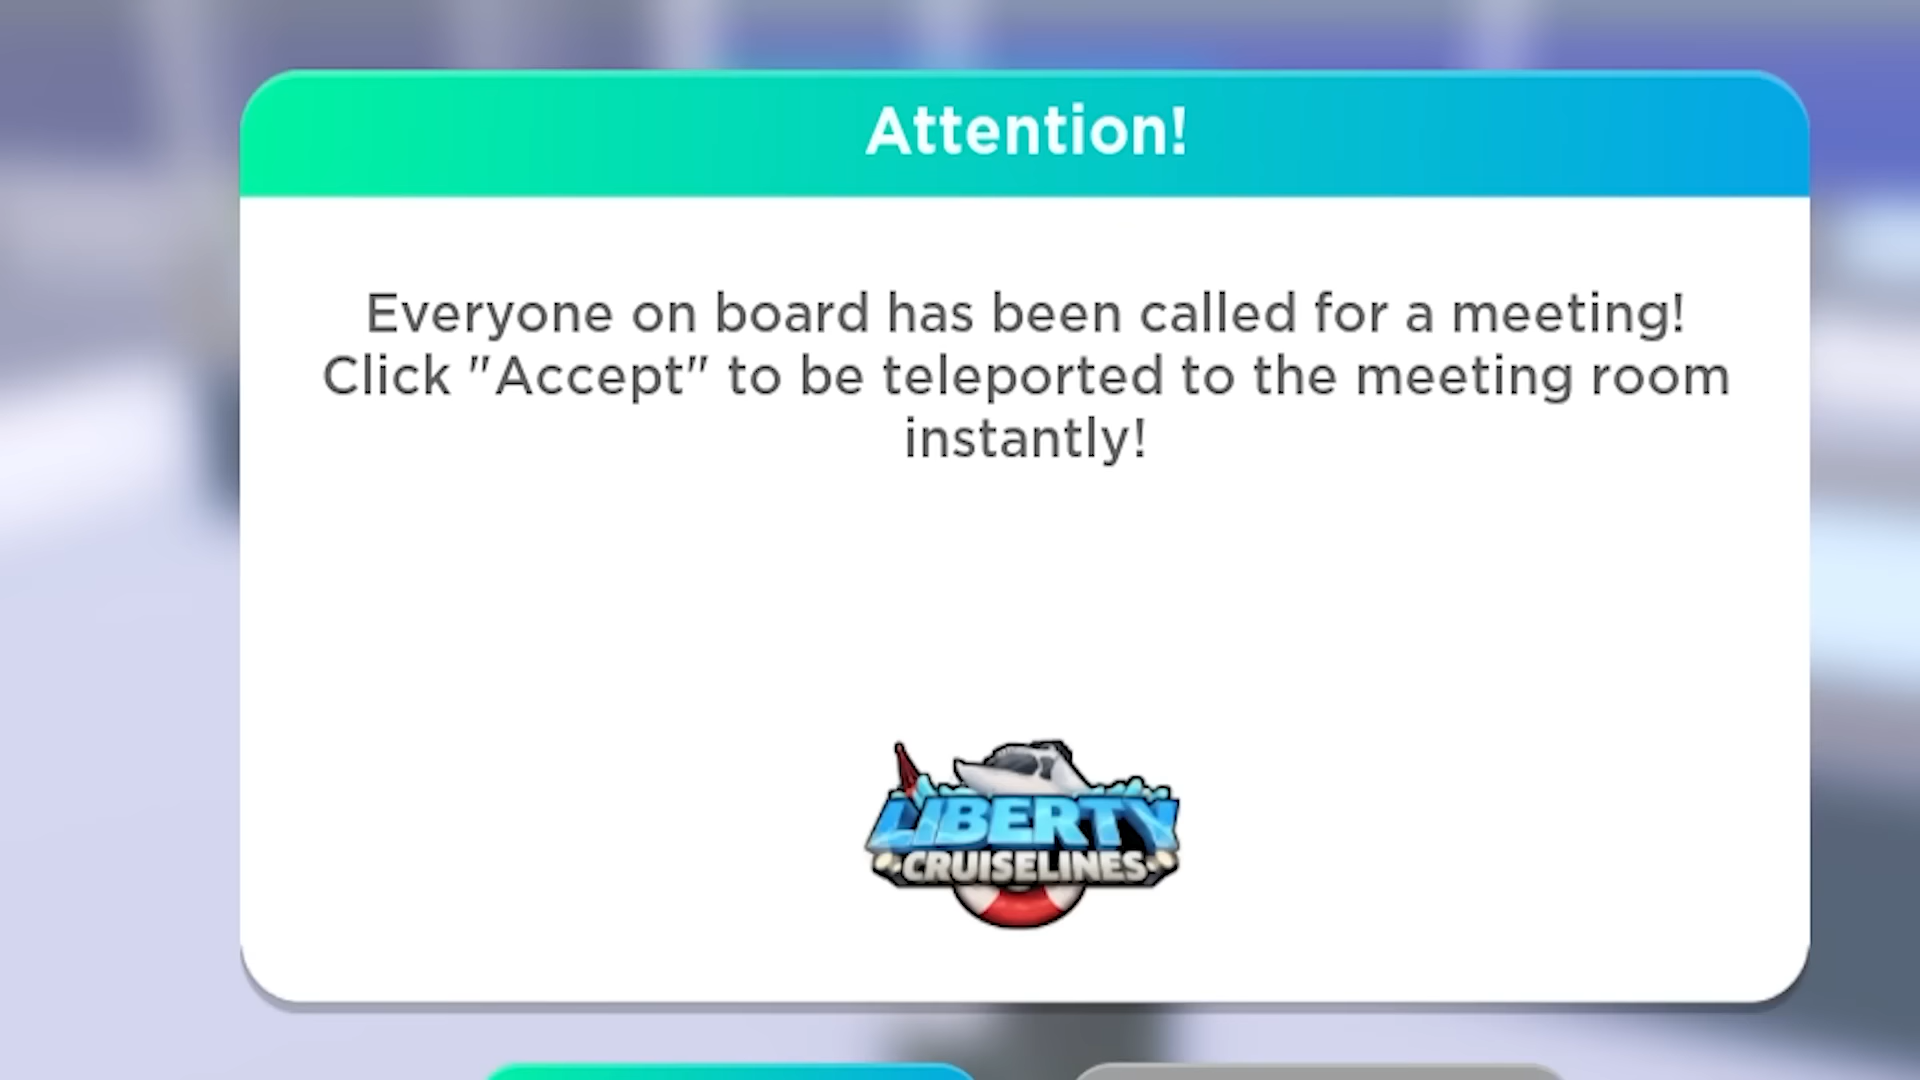 Attention!
Everyone on board has been called for a meeting!
Click "Accept" to be teleported to the meeting room
instantly!
LIBERTY
CRUISELINES